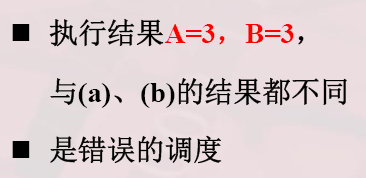 ■ 执行结果A=3，B=3，
与(a)、(b)的结果都不同
■ 是错误的调度